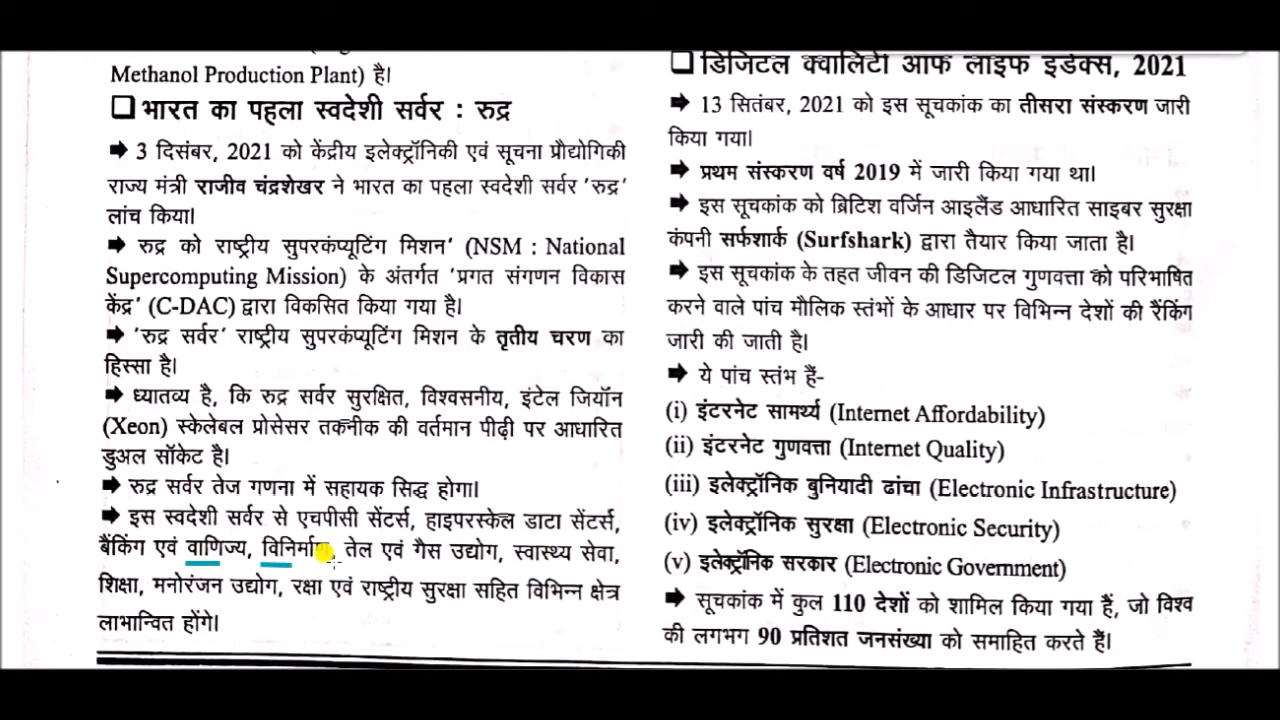 Methanol Production Plant) है।
❑ भारत का पहला स्वदेशी सर्वर : रुद्र
➡ 3 दिसंबर, 2021 को केंद्रीय इलेक्ट्रॉनिकी एवं सूचना प्रौद्योगिकी
राज्य मंत्री राजीव चंद्रशेखर ने भारत का पहला स्वदेशी सर्वर 'रुद्र'
लांच किया।
➡ रुद्र को राष्ट्रीय सुपरकंप्यूटिंग मिशन' (NSM : National
Supercomputing Mission) के अंतर्गत 'प्रगत संगणन विकास
केंद्र' (C-DAC) द्वारा विकसित किया गया है।
➡ 'रुद्र सर्वर' राष्ट्रीय सुपरकंप्यूटिंग मिशन के तृतीय चरण का
हिस्सा है।
➡ ध्यातव्य है, कि रुद्र सर्वर सुरक्षित, विश्वसनीय, इंटेल जियॉन
(Xeon) स्केलेबल प्रोसेसर तकनीक की वर्तमान पीढ़ी पर आधारित
डुअल सॉकेट है।
➡ रुद्र सर्वर तेज गणना में सहायक सिद्ध होगा।
➡ इस स्वदेशी सर्वर से एचपीसी सेंटर्स, हाइपरस्केल डाटा सेंटर्स,
बैंकिंग एवं वाणिज्य, विनिर्माण, तेल एवं गैस उद्योग, स्वास्थ्य सेवा,
शिक्षा, मनोरंजन उद्योग, रक्षा एवं राष्ट्रीय सुरक्षा सहित विभिन्न क्षेत्र
लाभान्वित होंगे।
❑ डिजिटल क्वालिटी आफ लाइफ इंडेक्स, 2021
➡ 13 सितंबर, 2021 को इस सूचकांक का तीसरा संस्करण जारी
किया गया।
➡ प्रथम संस्करण वर्ष 2019 में जारी किया गया था।
➡ इस सूचकांक को ब्रिटिश वर्जिन आइलैंड आधारित साइबर सुरक्षा
कंपनी सर्फशार्क (Surfshark) द्वारा तैयार किया जाता है।
➡ इस सूचकांक के तहत जीवन की डिजिटल गुणवत्ता को परिभाषित
करने वाले पांच मौलिक स्तंभों के आधार पर विभिन्न देशों की रैंकिंग
जारी की जाती है।
➡ ये पांच स्तंभ हैं-
(i) इंटरनेट सामर्थ्य (Internet Affordability)
(ii) इंटरनेट गुणवत्ता (Internet Quality)
(iii) इलेक्ट्रॉनिक बुनियादी ढांचा (Electronic Infrastructure)
(iv) इलेक्ट्रॉनिक सुरक्षा (Electronic Security)
(v) इलेक्ट्रॉनिक सरकार (Electronic Government)
➡ सूचकांक में कुल 110 देशों को शामिल किया गया हैं, जो विश्व
की लगभग 90 प्रतिशत जनसंख्या को समाहित करते हैं।